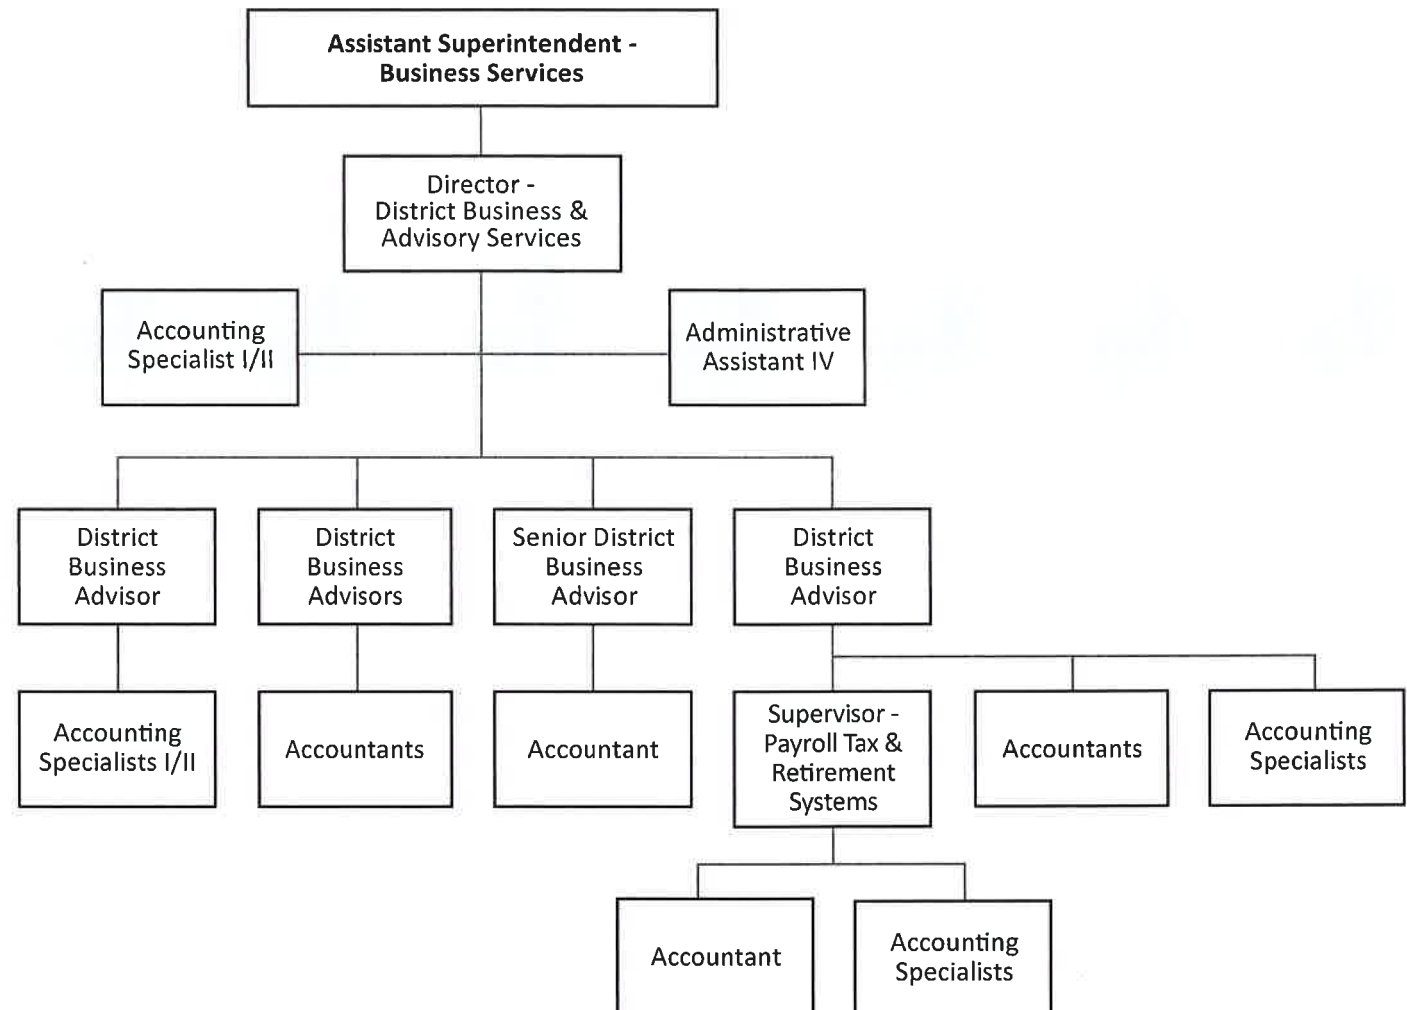 Assistant Superintendent -
Business Services
Director -
District Business &
Advisory Services
Accounting
Specialist I/II
Administrative
Assistant IV
District
Business
Advisor
District
Business
Advisors
Senior District
Business
Advisor
District
Business
Advisor
Accounting
Specialists I/II
Accountants
Accountant
Supervisor -
Payroll Tax &
Retirement
Systems
Accountants
Accounting
Specialists
Accountant
Accounting
Specialists